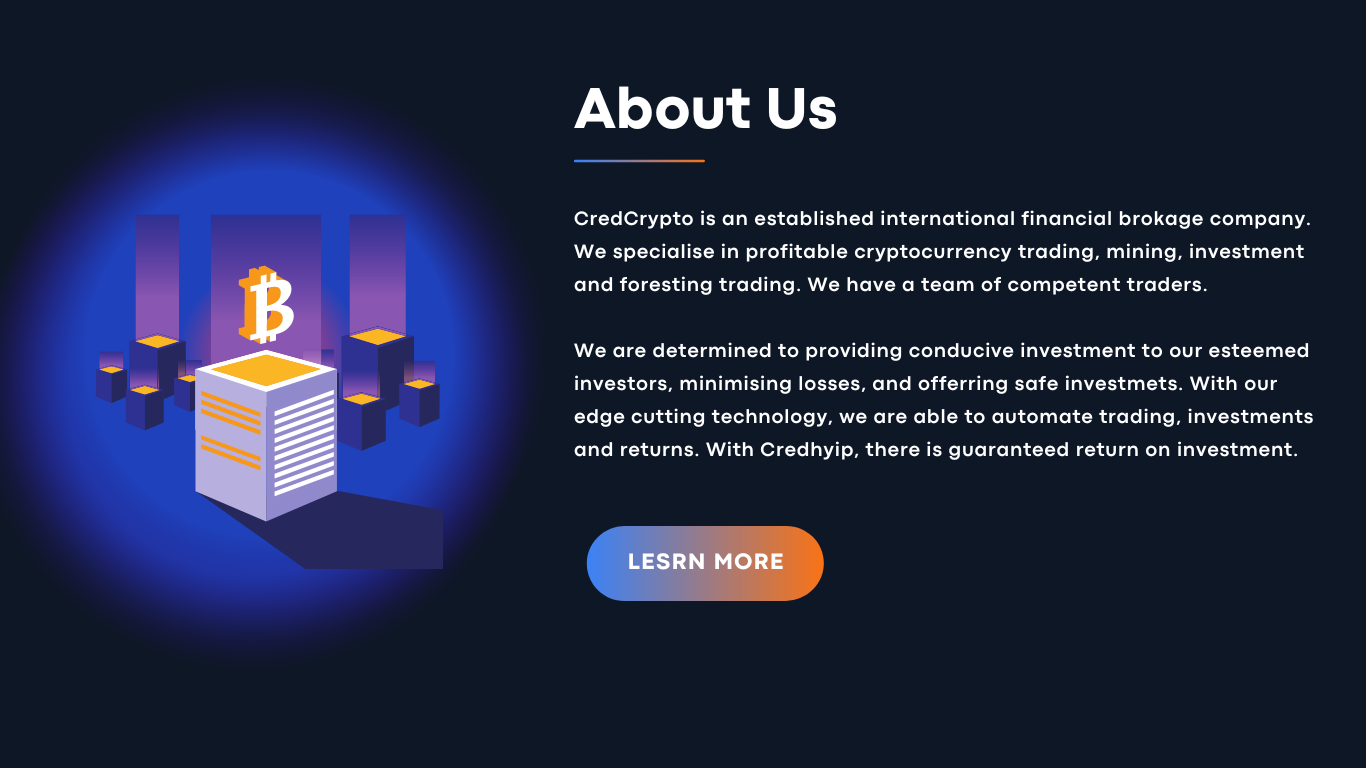 About Us
CredCrypto is an established international financial brokage company.
We specialise in profitable cryptocurrency trading, mining, investment
and foresting trading. We have a team of competent traders.
We are determined to providing conducive investment to our esteemed
investors, minimising losses, and offerring safe investmets. With our
edge cutting technology, we are able to automate trading, investments
and returns. With Credhyip, there is guaranteed return on investment.
LESRN MORE